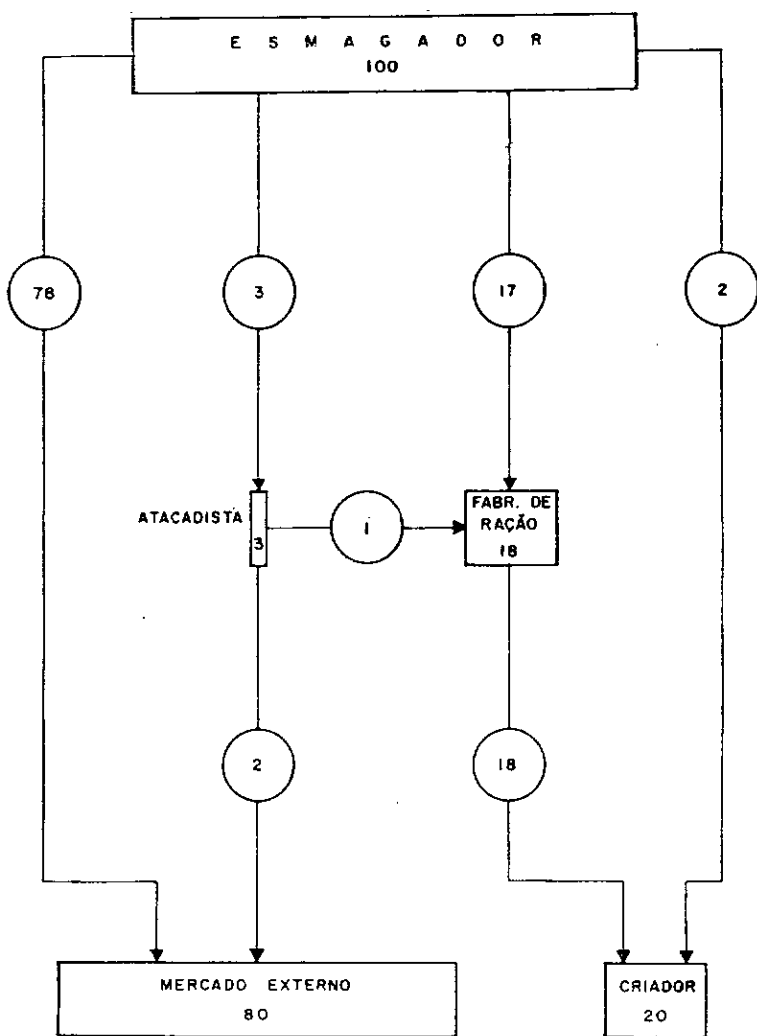 E S M A G A D O R
100
78
3
17
2
ATACADISTA
3
1
FABR. DE
RAÇÃO
18
2
18
MERCADO EXTERNO
80
CRIADOR
20